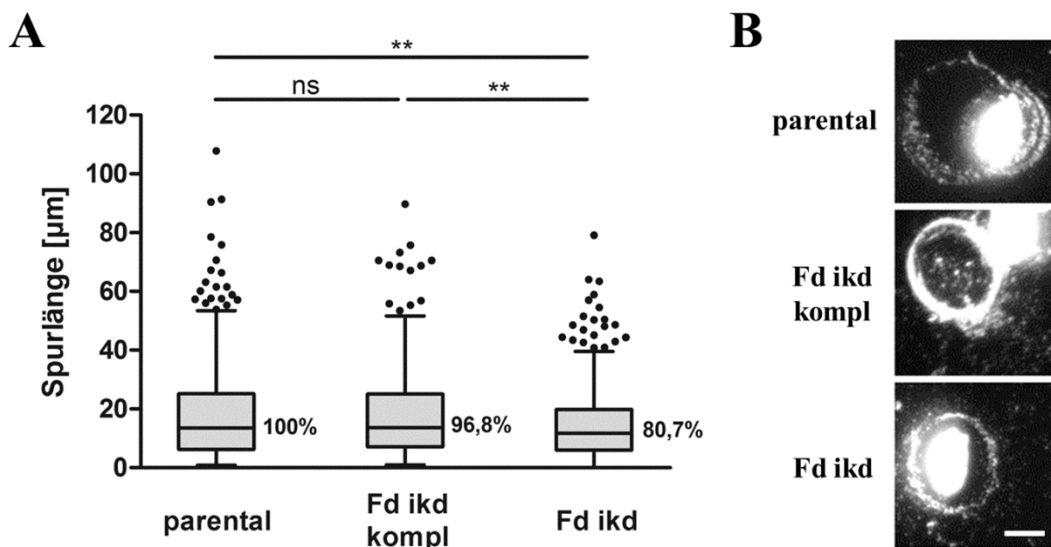 A
**
ns
**
120
100
80
60
40
20
0
Spurlänge [µm]
100%
96,8%
80,7%
parental
Fd ikd
kompl
Fd ikd
B
parental
Fd ikd
kompl
Fd ikd